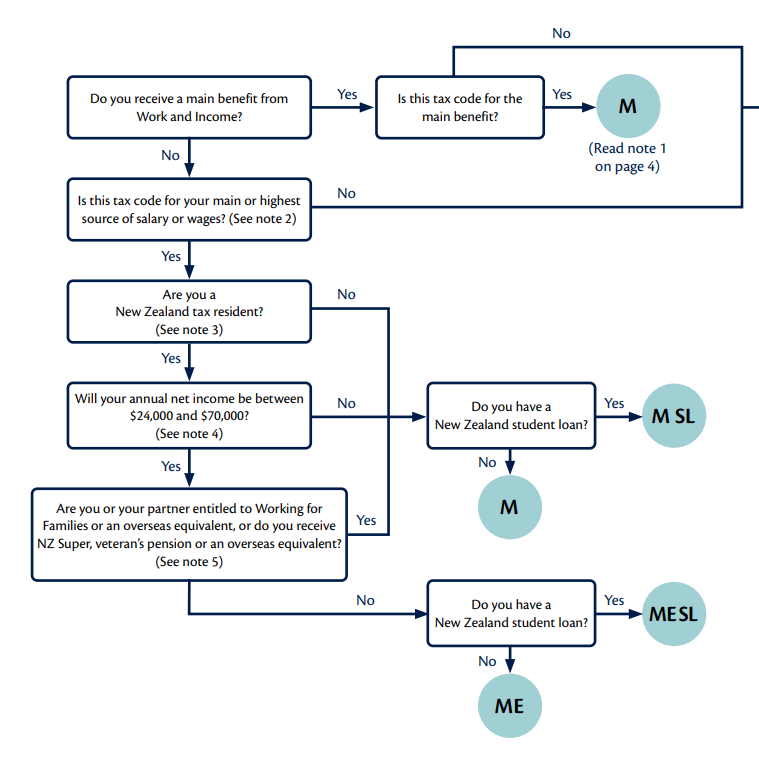 No
Do you receive a main benefit from
Work and Income?
Yes
Is this tax code for the
main benefit?
Yes
M
(Read note 1
on page 4)
No
Is this tax code for your main or highest
source of salary or wages? (See note 2)
No
Yes
Are you a
New Zealand tax resident?
(See note 3)
No
Yes
Will your annual net income be between
$24,000 and $70,000?
(See note 4)
No
Do you have a
New Zealand student loan?
Yes
M SL
No
M
Yes
Are you or your partner entitled to Working for
Families or an overseas equivalent, or do you receive
NZ Super, veteran's pension or an overseas equivalent?
(See note 5)
Yes
No
Do you have a
New Zealand student loan?
Yes
ME SL
No
ME